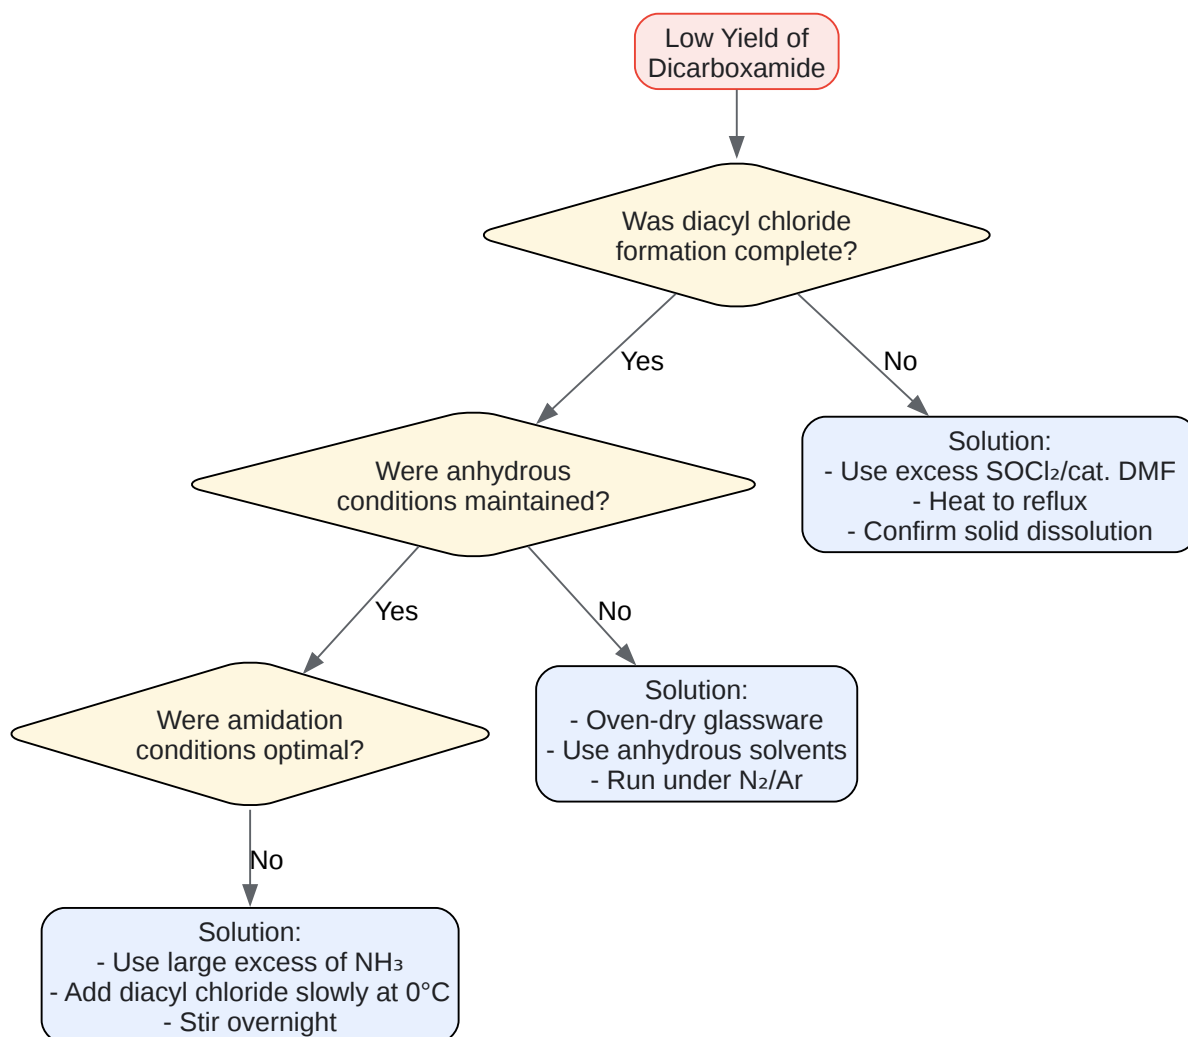 Low Yield of
Dicarboxamide
Was diacyl chloride
formation complete?
Yes
No
Were anhydrous
conditions maintained?
Solution:
- Use excess SOCl₂/cat. DMF
- Heat to reflux
- Confirm solid dissolution
Yes
No
Were amidation
conditions optimal?
Solution:
- Oven-dry glassware
- Use anhydrous solvents
- Run under N₂/Ar
No
Solution:
- Use large excess of NH₃
- Add diacyl chloride slowly at 0°C
- Stir overnight